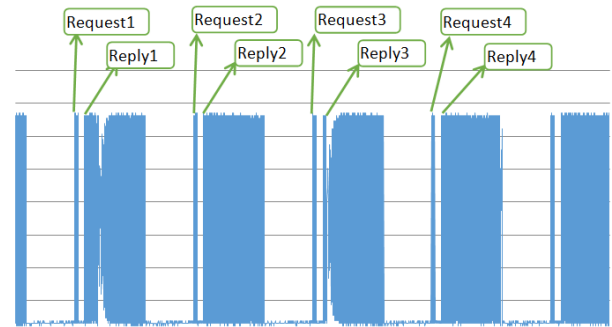 Request1
Reply1
Request2
Reply2
Request3
Reply3
Request4
Reply4